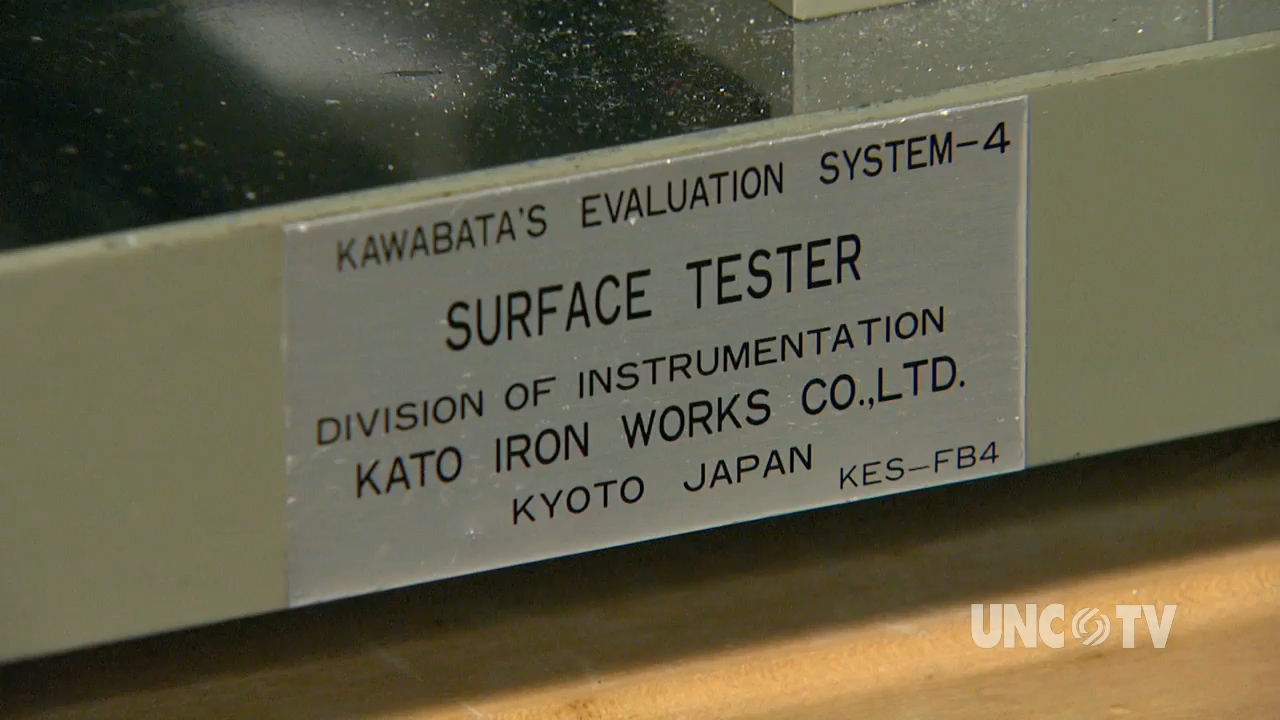 KAWABATA'S EVALUATION SYSTEM-4
SURFACE TESTER
DIVISION OF INSTRUMENTATION
KATO IRON WORKS CO.,LTD.
KYOTO JAPAN KES-FB4
UNC TV